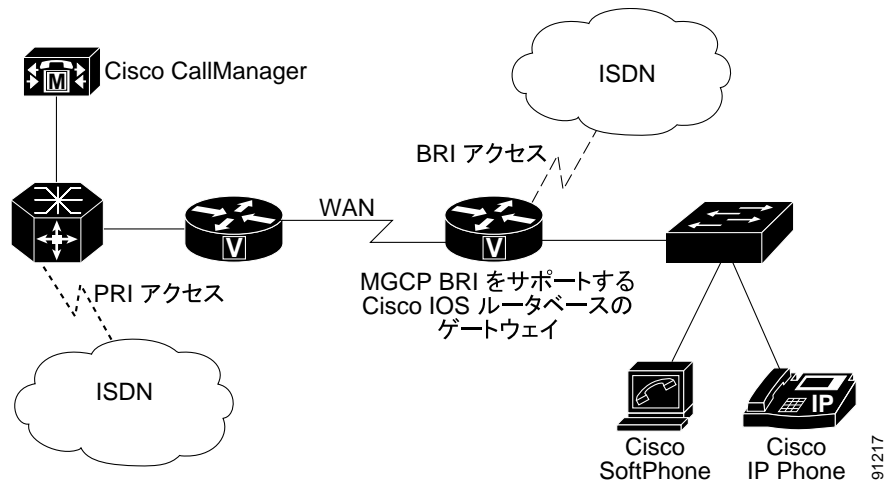 M
Cisco CallManager
ISDN
BRI アクセス
WAN
V
V
PRI アクセス
MGCP BRI をサポートする
Cisco IOS ルータベースの
ゲートウェイ
ISDN
IP
Cisco
SoftPhone
Cisco
IP Phone
91217